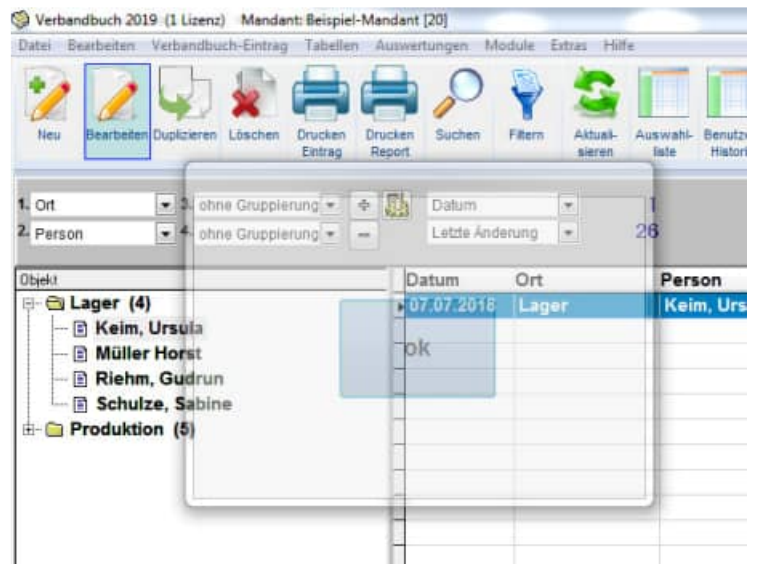 Verbandbuch 2019 (1 Lizenz) Mandant: Beispiel-Mandant [20]
Datei Bearbeiten Verbandbuch-Eintrag Tabellen Auswertungen Module Extras Hilfe
Neu Bearbeiten Duplizieren Löschen Drucken Eintrag Drucken Report Suchen Filtern Aktuali-sieren Auswahl-liste Benutze Histori
1. Ort 3. ohne Gruppierung Datum 1
2. Person 4. ohne Gruppierung Letzte Änderung 26
Objekt Datum Ort Person
Lager (4) 07.07.2018 Lager Keim, Urs
Keim, Ursula
Müller Horst ok
Riehm, Gudrun
Schulze, Sabine
Produktion (5)